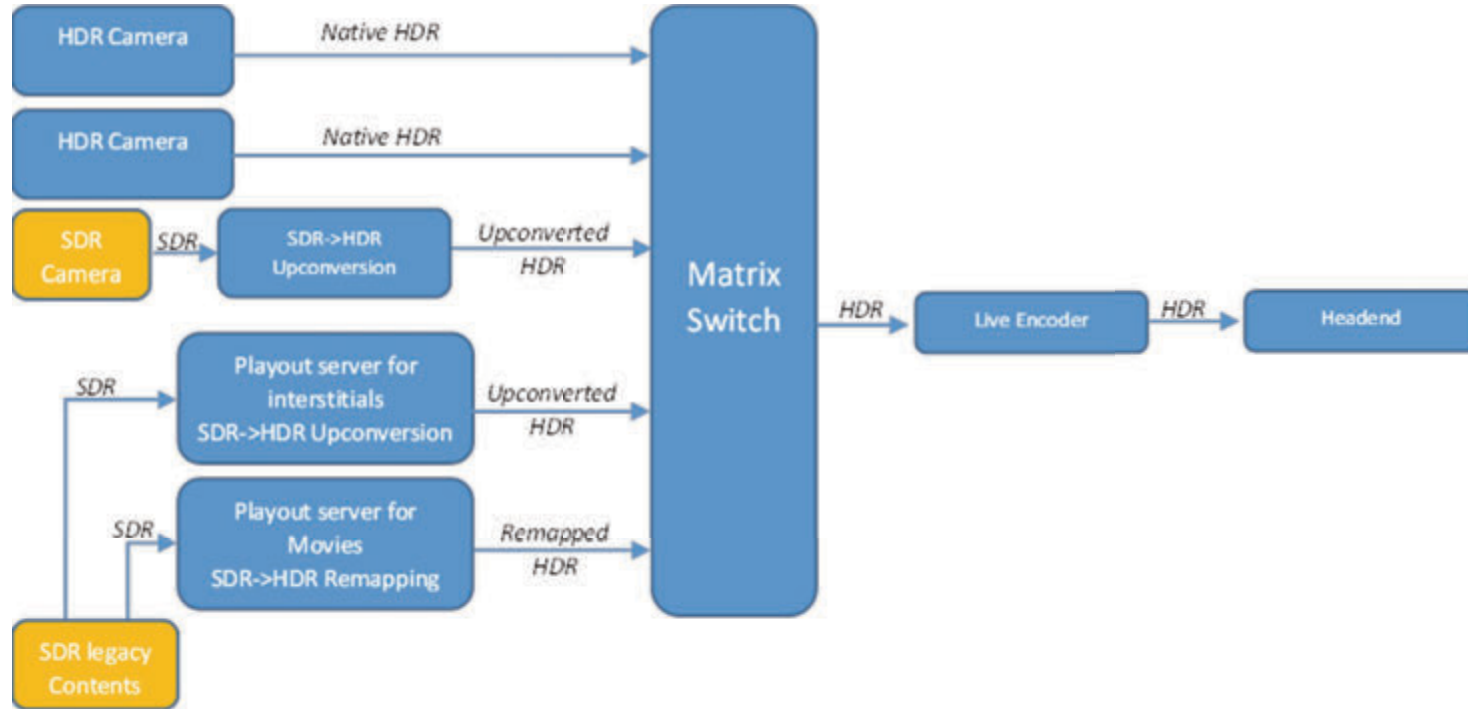 HDR Camera
Native HDR
HDR Camera
Native HDR
SDR
Camera
SDR
SDR->HDR
Upconversion
Upconverted
HDR
Matrix
Switch
HDR
Live Encoder
HDR
Headend
SDR
Playout server for
interstitials
SDR->HDR Upconversion
Upconverted
HDR
SDR
Playout server for
Movies
SDR->HDR Remapping
Remapped
HDR
SDR legacy
Contents